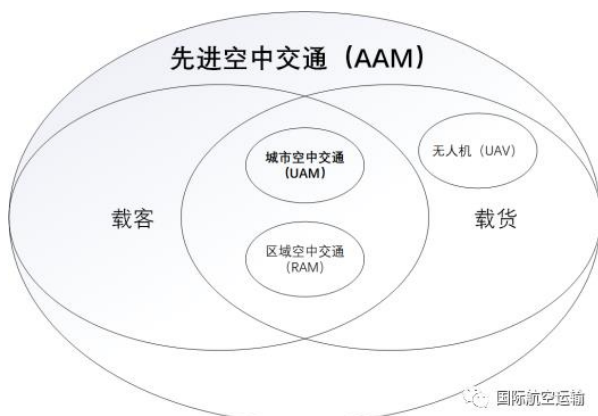 先进空中交通（AAM）
城市空中交通
（UAM）
无人机（UAV）
载客
载货
区域空中交通
（RAM）
国际航空运输